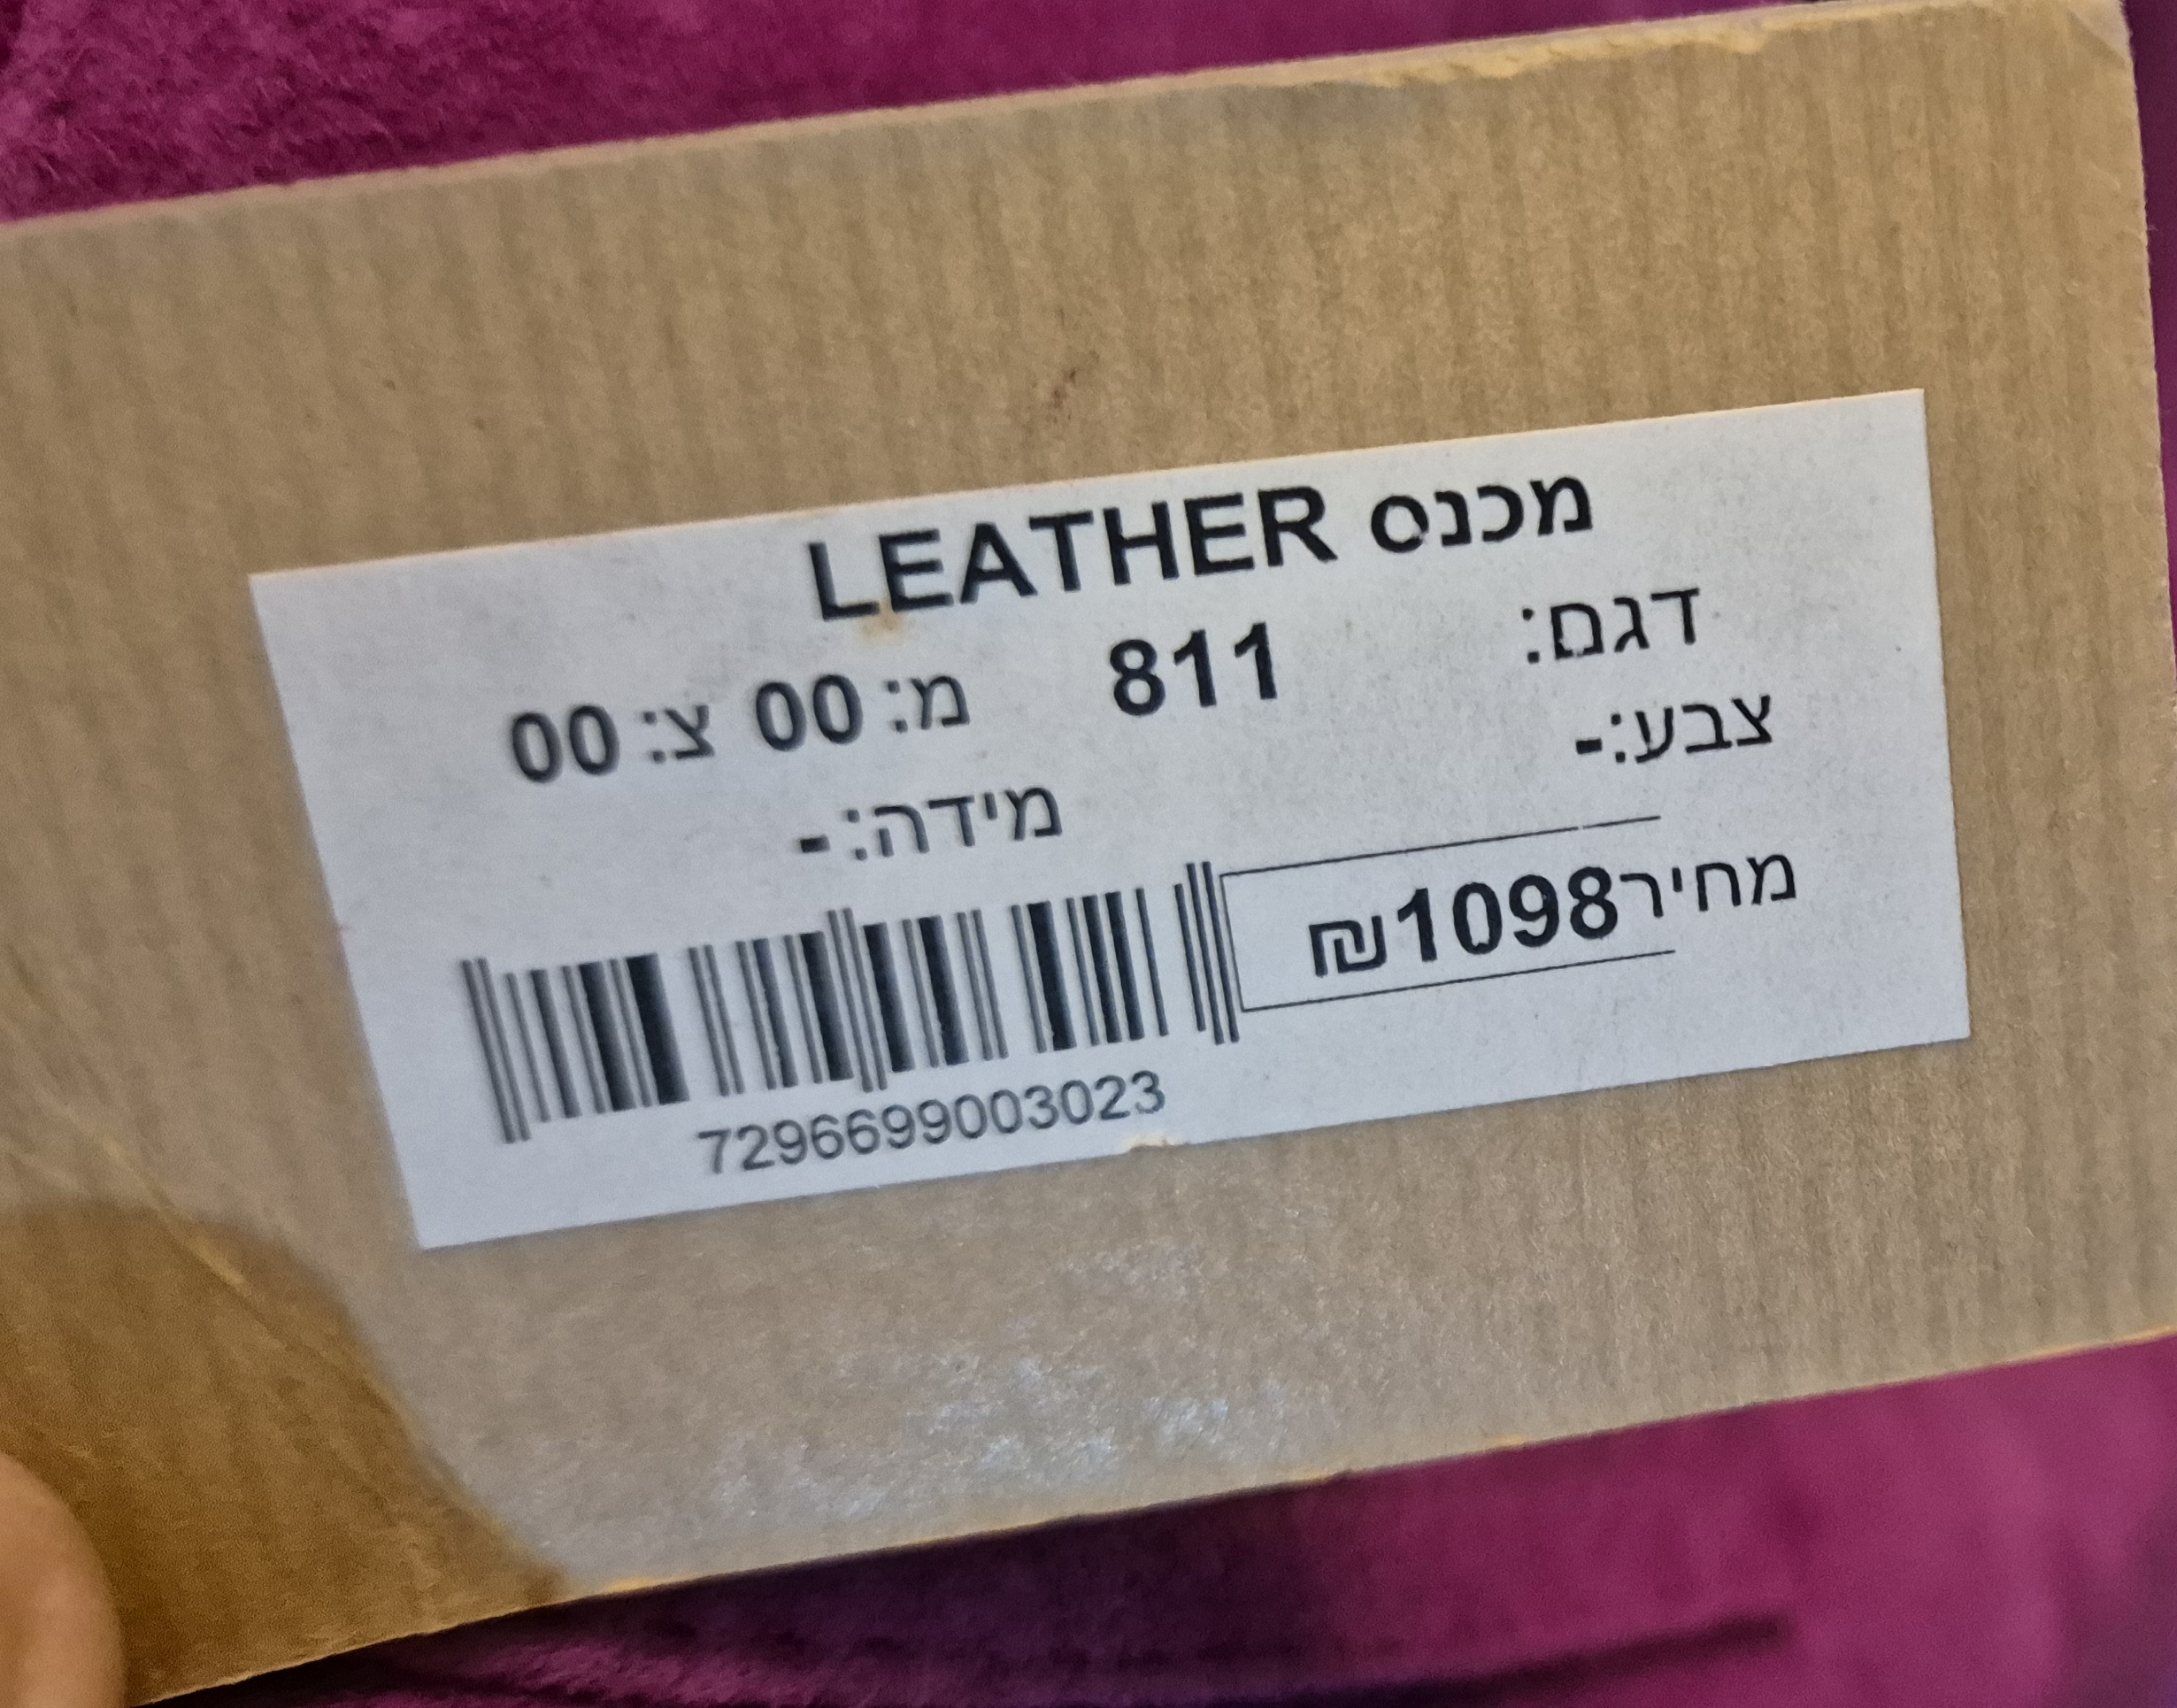 מכנס LEATHER
דגם: 811 מ: 00 צ: 00
צבע:- מידה:-
מחיר 1098₪
7296699003023